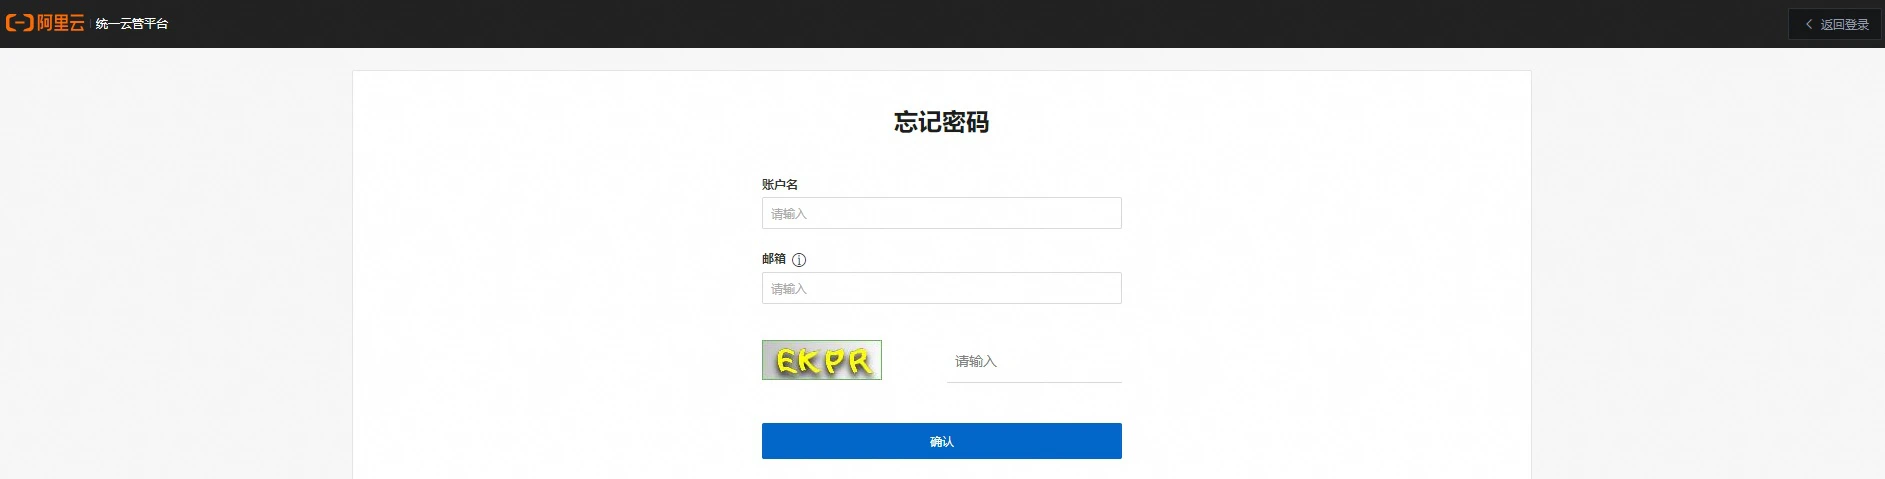 阿里云 统一云管平台
返回登录
忘记密码
账户名
请输入
邮箱
请输入
EKPR 请输入
确认